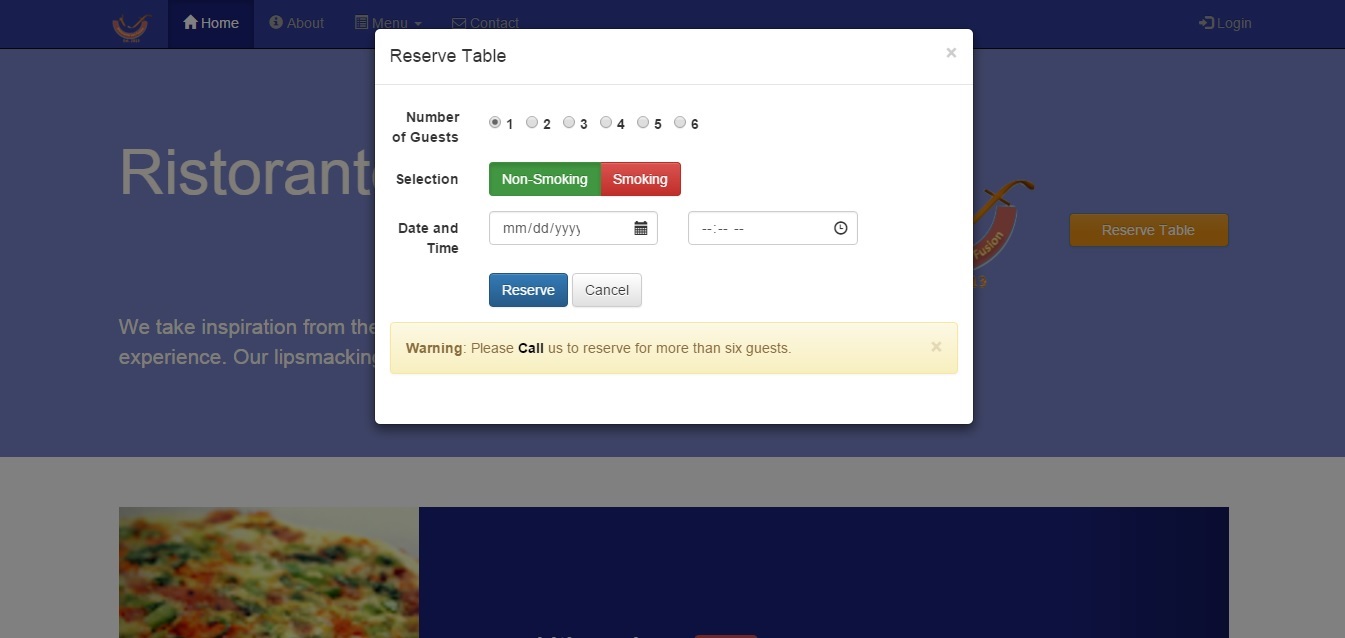 Home About Menu Contact Login
Reserve Table ×
Number
of Guests
1 2 3 4 5 6
Selection Non-Smoking Smoking
Date and
Time
mm/dd/yyyy --:-- --
Reserve Cancel
Warning: Please Call us to reserve for more than six guests. ×
Ristorante
Fusion
Reserve Table
We take inspiration from the
experience. Our lipsmacking